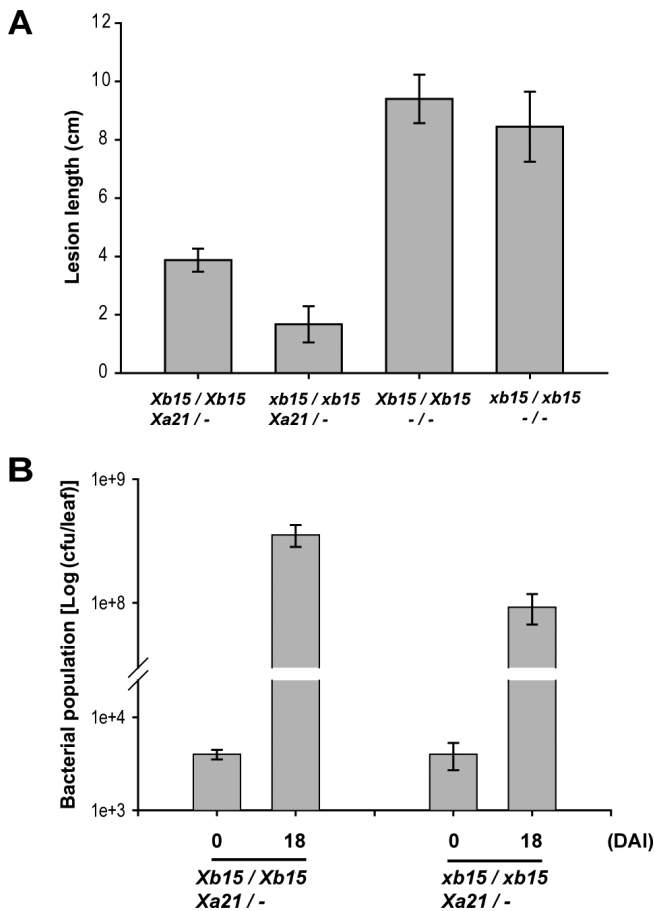 A
Lesion length (cm)
12
10
8
6
4
2
0
Xb15 / Xb15
Xa21 / -
xb15 / xb15
Xa21 / -
Xb15 / Xb15
- / -
xb15 / xb15
- / -
B
Bacterial population [Log (cfu/leaf)]
1e+9
1e+8
1e+4
1e+3
0
18
0
18
(DAI)
Xb15 / Xb15
Xa21 / -
xb15 / xb15
Xa21 / -